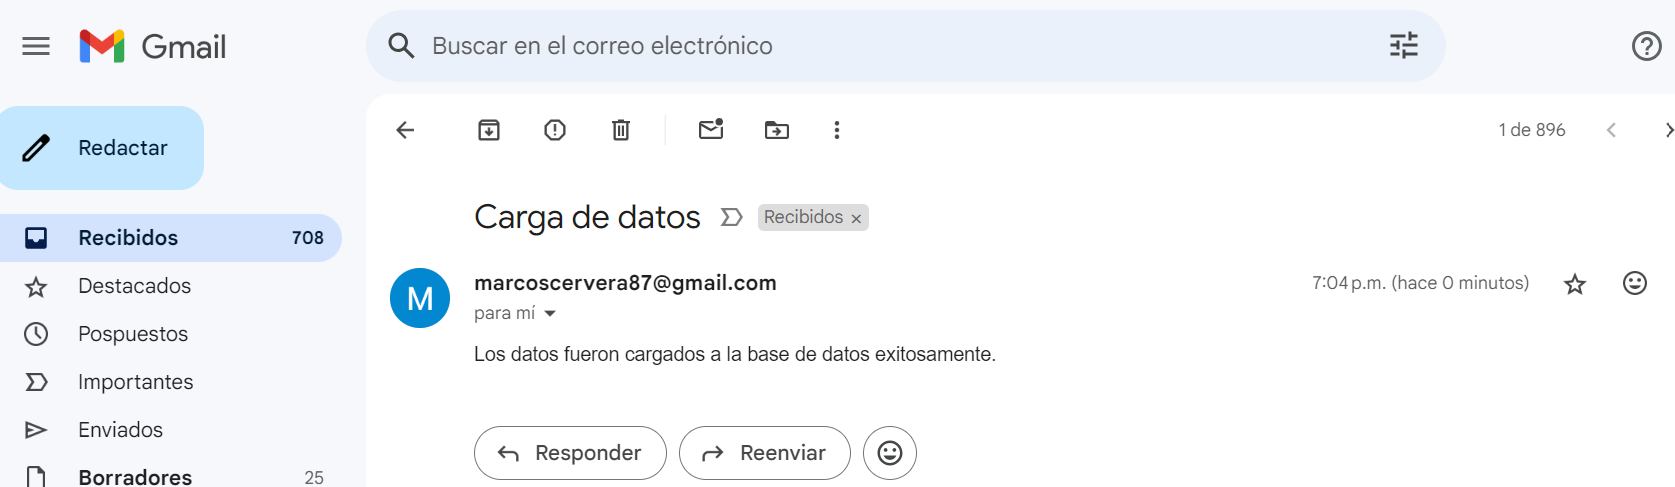 Gmail
Buscar en el correo electrónico
Redactar
1 de 896
Carga de datos
Recibidos ×
Recibidos 708
Destacados
Pospuestos
Importantes
Enviados
Borradores 25
M
marcoscervera87@gmail.com
7:04 p.m. (hace 0 minutos)
para mí
Los datos fueron cargados a la base de datos exitosamente.
Responder
Reenviar